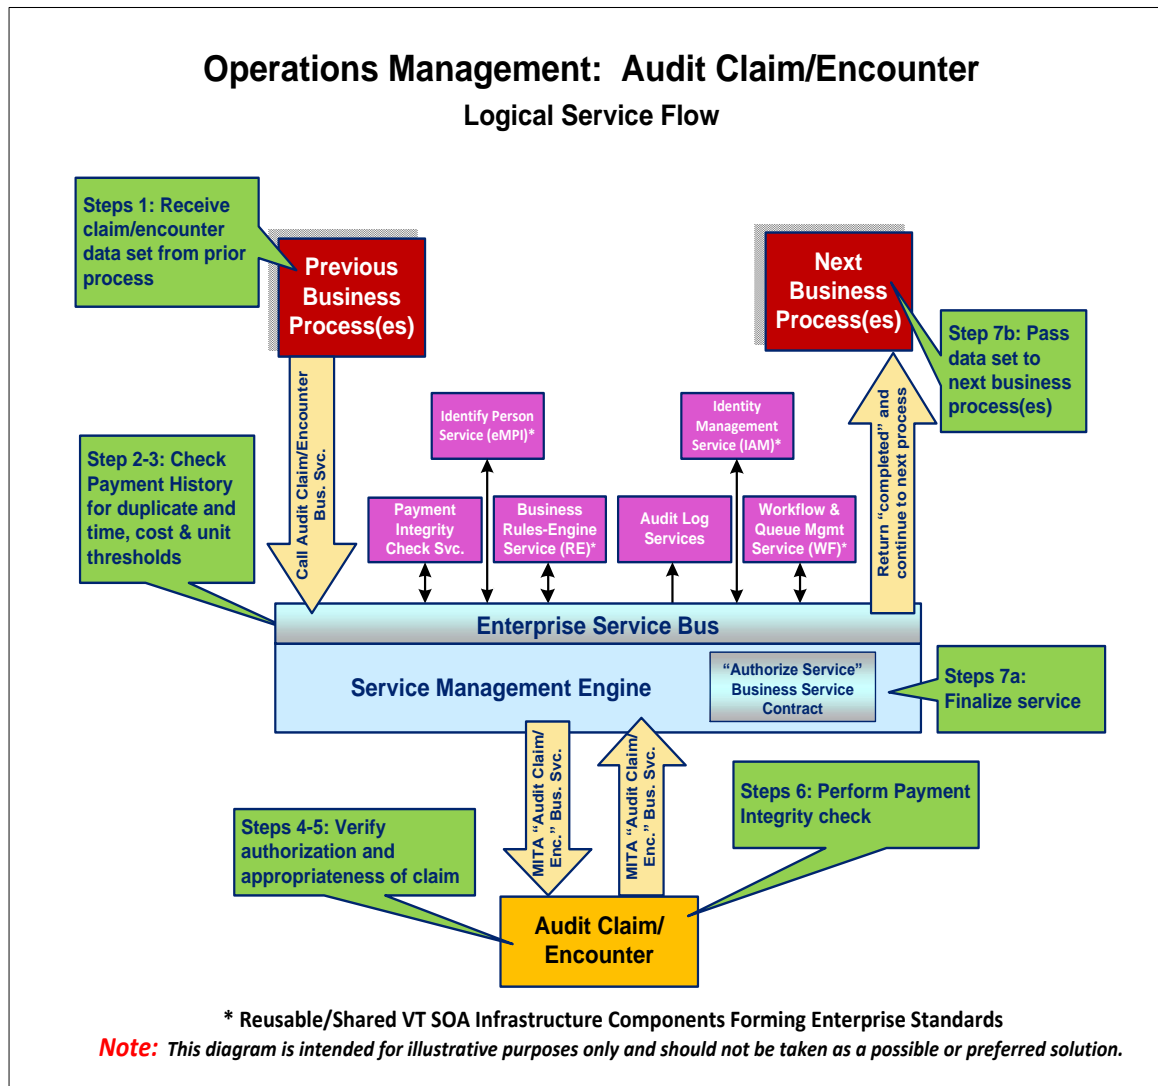 Operations Management:  Audit Claim/Encounter
Logical Service Flow
Steps 1: Receive
claim/encounter
data set from prior
process
Previous
Business
Process(es)
Next
Business
Process(es)
Step 7b: Pass
data set to
next business
process(es)
Call Audit Claim/Encounter
Bus. Svc.
Identify Person
Service (eMPI)*
Identity
Management
Service (IAM)*
Return “completed” and
continue to next process
Step 2-3: Check
Payment History
for duplicate and
time, cost & unit
thresholds
Payment
Integrity
Check Svc.
Business
Rules-Engine
Service (RE)*
Audit Log
Services
Workflow &
Queue Mgmt
Service (WF)*
Enterprise Service Bus
Service Management Engine
“Authorize Service”
Business Service
Contract
Steps 7a:
Finalize service
MITA “Audit Claim/
Enc.” Bus. Svc.
MITA “Audit Claim/
Enc.” Bus. Svc.
Steps 6: Perform Payment
Integrity check
Steps 4-5: Verify
authorization and
appropriateness of claim
Audit Claim/
Encounter
* Reusable/Shared VT SOA Infrastructure Components Forming Enterprise Standards
Note: This diagram is intended for illustrative purposes only and should not be taken as a possible or preferred solution.